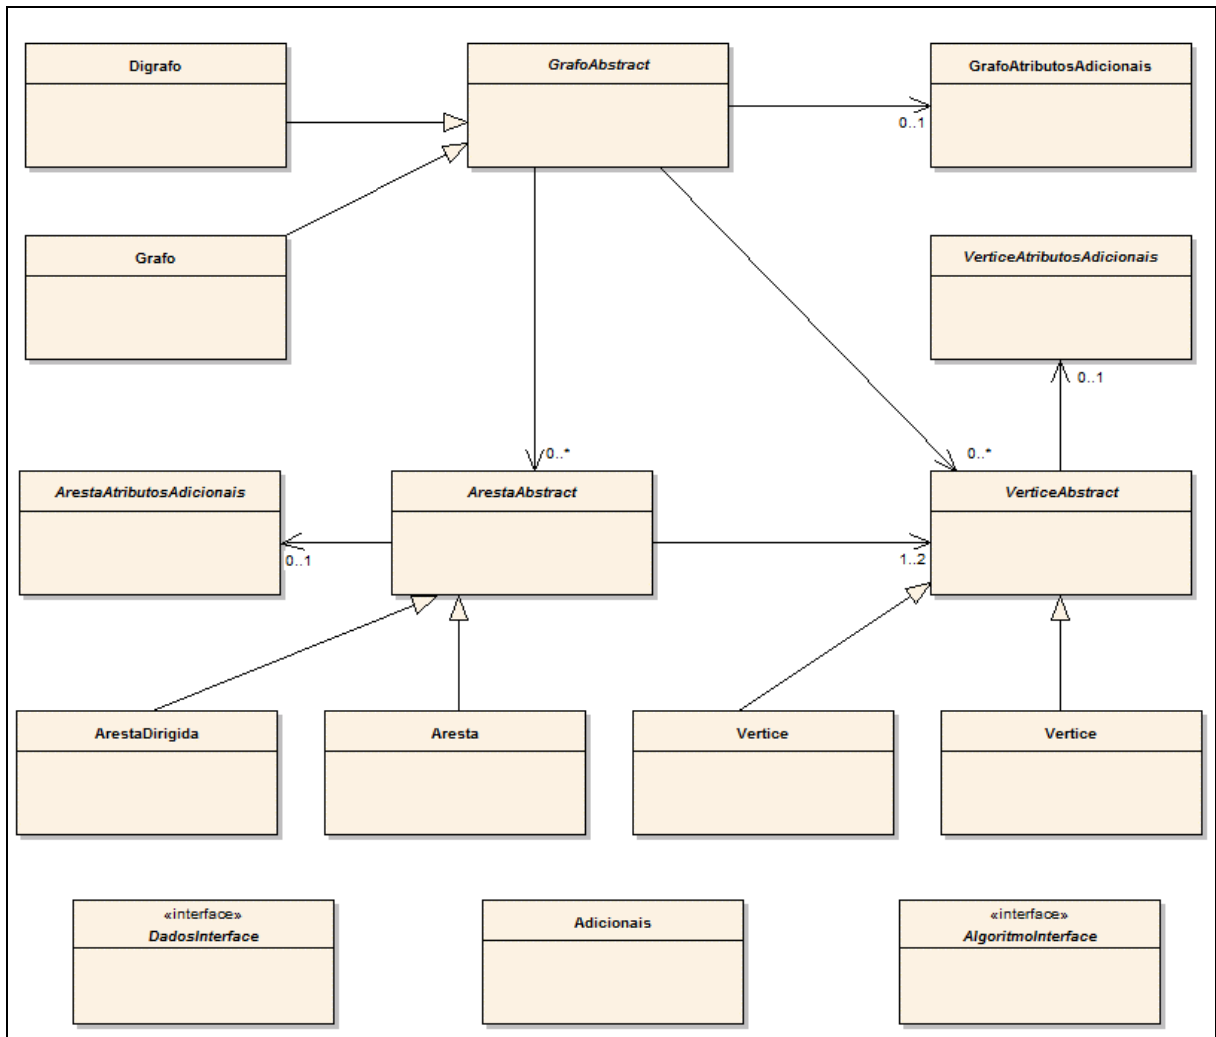 Digrafo
GrafoAbstract
GrafoAtributosAdicionais
0..1
Grafo
VerticeAtributosAdicionais
0..1
0..*
0..*
ArestaAtributosAdicionais
ArestaAbstract
VerticeAbstract
0..1
1..2
ArestaDirigida
Aresta
Vertice
Vertice
«interface»
DadosInterface
Adicionais
«interface»
AlgoritmoInterface